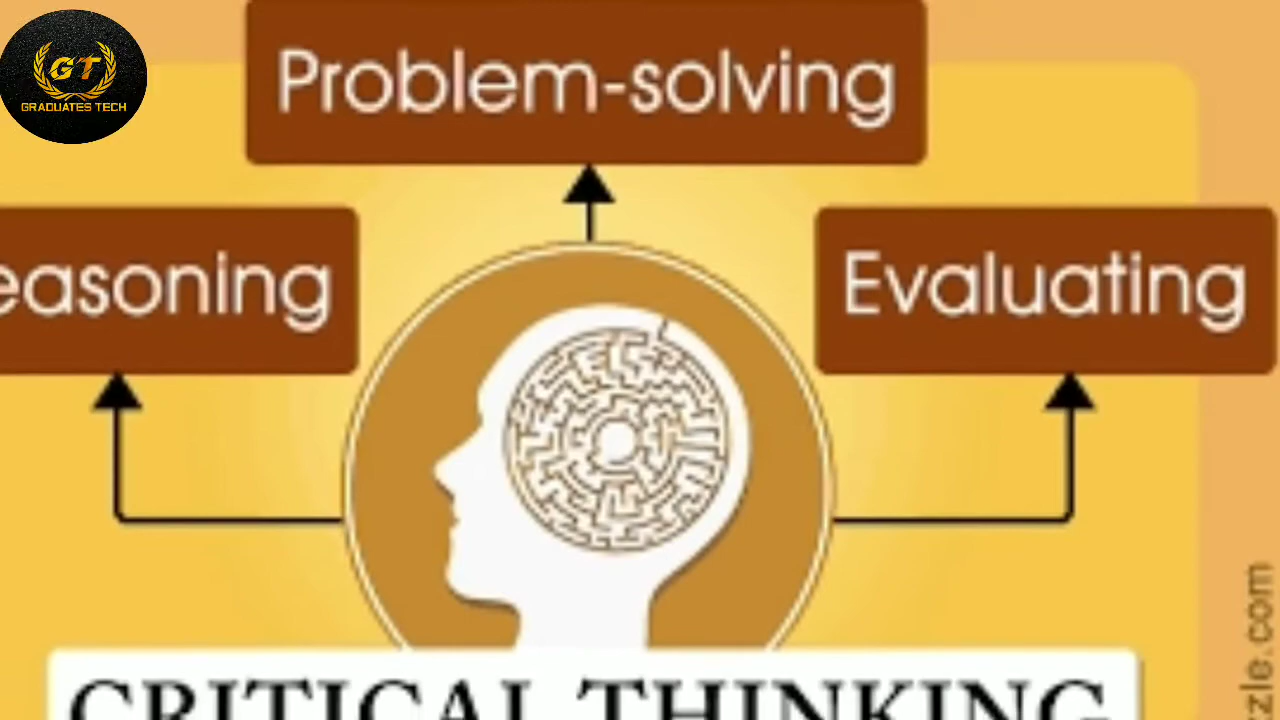 GT
GRADUATES TECH
Problem-solving
easoning
Evaluating
CRITICAL THINKING
zle.com